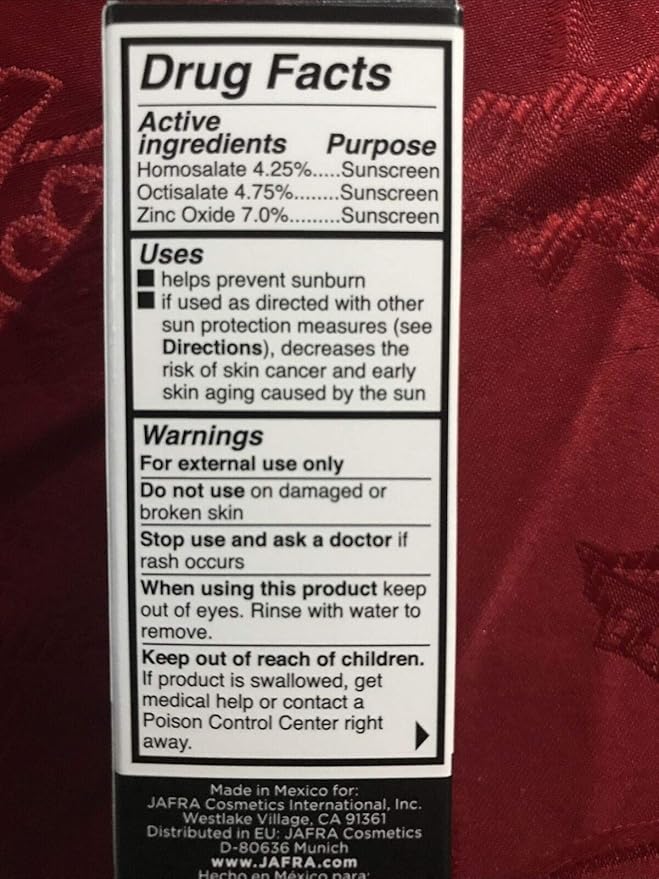 Drug Facts
Active
ingredients Purpose
Homosalate 4.25%.....Sunscreen
Octisalate 4.75%........Sunscreen
Zinc Oxide 7.0%.........Sunscreen
Uses
■ helps prevent sunburn
■ if used as directed with other
sun protection measures (see
Directions), decreases the
risk of skin cancer and early
skin aging caused by the sun
Warnings
For external use only
Do not use on damaged or
broken skin
Stop use and ask a doctor if
rash occurs
When using this product keep
out of eyes. Rinse with water to
remove.
Keep out of reach of children.
If product is swallowed, get
medical help or contact a
Poison Control Center right
away.
Made in Mexico for:
JAFRA Cosmetics International, Inc.
Westlake Village, CA 91361
Distributed in EU: JAFRA Cosmetics
D-80636 Munich
www.JAFRA.com
Hecho en México para: